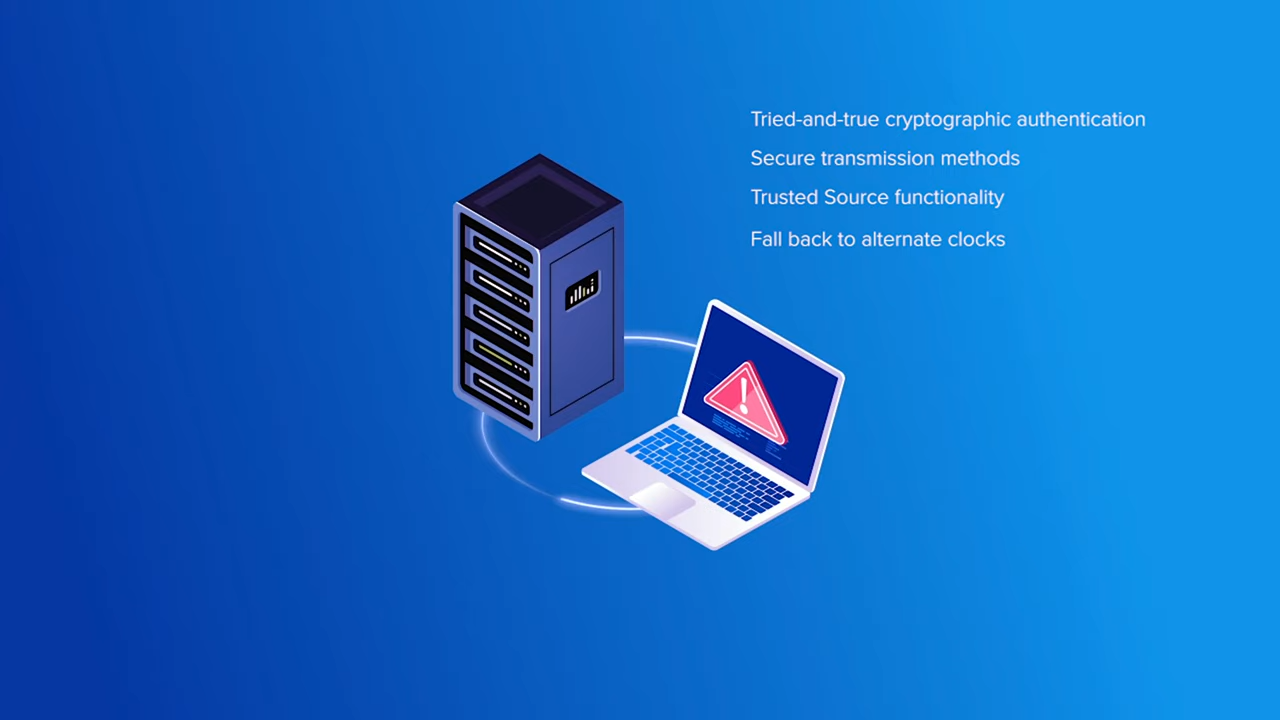 Tried-and-true cryptographic authentication
Secure transmission methods
Trusted Source functionality
Fall back to alternate clocks